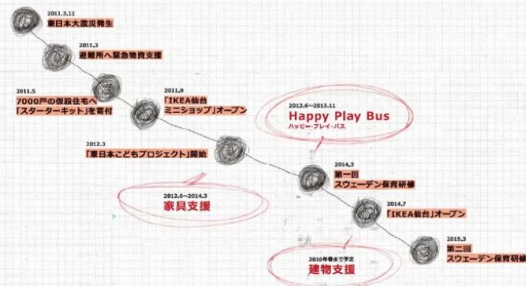 2011.3.11
東日本大震災発生
2011.3
避難所へ緊急物資支援
2011.5
7000戸の仮設住宅へ
「スターターキット」を寄付
2011.9
「IKEA仙台
ミニショップ」オープン
2012.3
「東日本こどもプロジェクト」開始
2012.6〜2013.11
Happy Play Bus
ハッピー・プレイ・バス
2012.6〜2014.3
家具支援
2014.3
第一回
スウェーデン保育研修
2014.7
「IKEA仙台」オープン
2016年春まで予定
建物支援
2015.3
第二回
スウェーデン保育研修